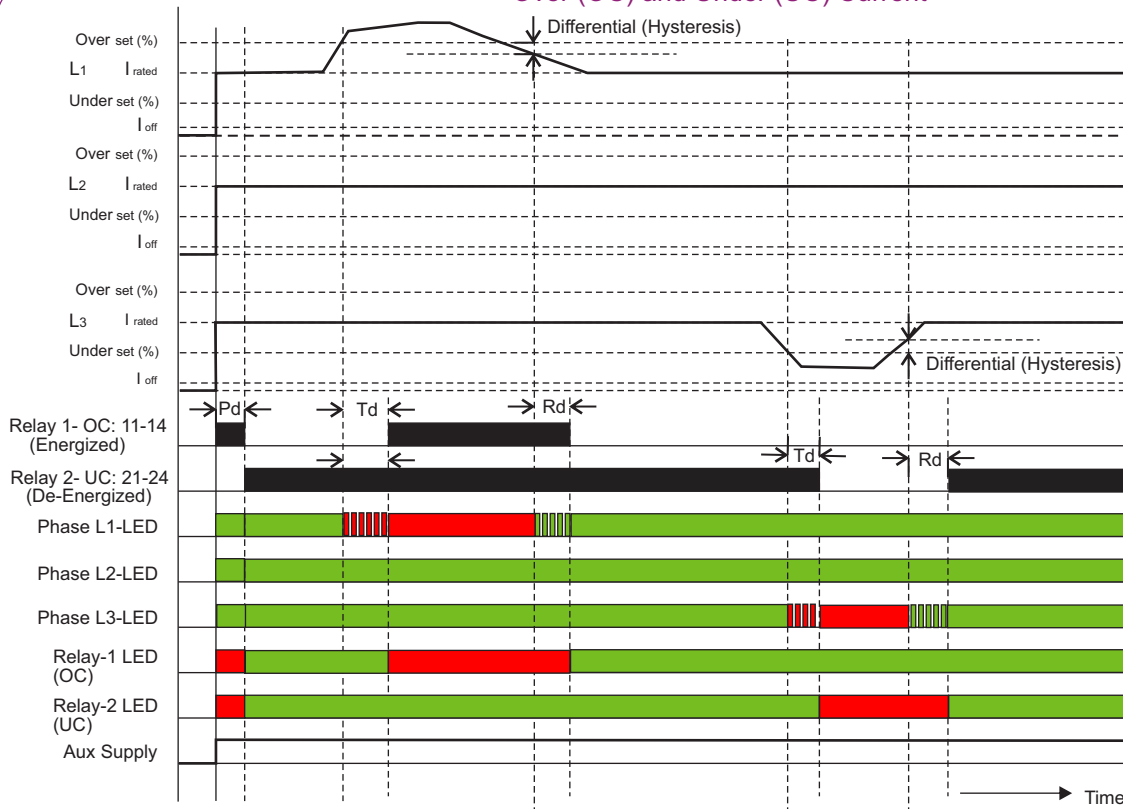 Over (OC) and Under (UC) Current
Differential (Hysteresis)
Over set (%)
L1 I rated
Under set (%)
I off
Over set (%)
L2 I rated
Under set (%)
I off
Over set (%)
L3 I rated
Under set (%)
Differential (Hysteresis)
I off
Pd Td Rd
Relay 1- OC: 11-14
(Energized)
Td Rd
Relay 2- UC: 21-24
(De-Energized)
Phase L1-LED
Phase L2-LED
Phase L3-LED
Relay-1 LED
(OC)
Relay-2 LED
(UC)
Aux Supply
Time